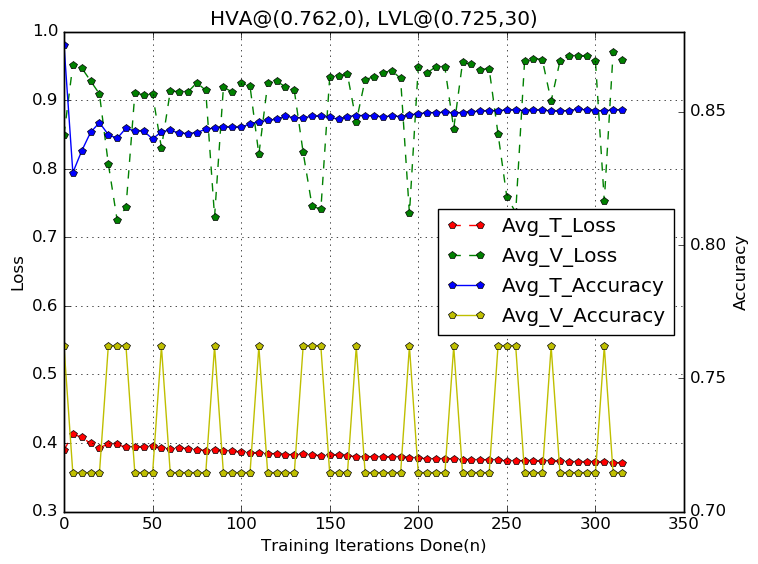 HVA@(0.762,0), LVL@(0.725,30)
1.0
0.9
0.8
0.7
0.6
0.5
0.4
0.3
Loss
0.85
0.80
0.75
0.70
Accuracy
Avg_T_Loss
Avg_V_Loss
Avg_T_Accuracy
Avg_V_Accuracy
0 50 100 150 200 250 300 350
Training Iterations Done(n)